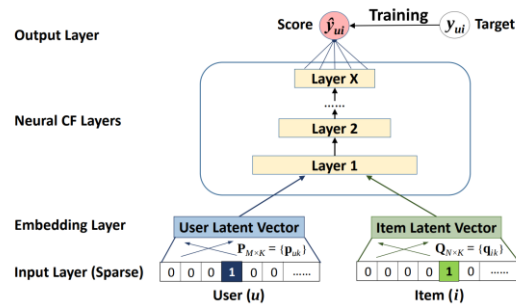 Output Layer
Score ŷui Training yui Target
Layer X
......
Neural CF Layers
Layer 2
Layer 1
Embedding Layer
User Latent Vector
Item Latent Vector
PM×K = {puk}
QN×K = {qik}
Input Layer (Sparse)
0 0 0 1 0 0 ......
0 0 0 0 1 0 ......
User (u)
Item (i)